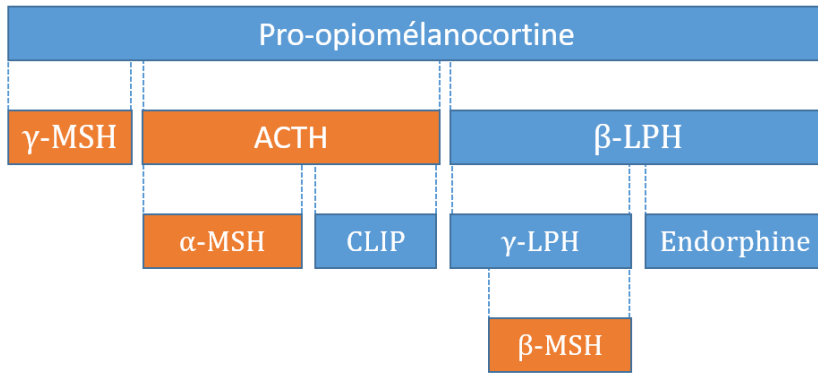 Pro-opiomélanocortine
γ-MSH ACTH β-LPH
α-MSH CLIP γ-LPH Endorphine
β-MSH